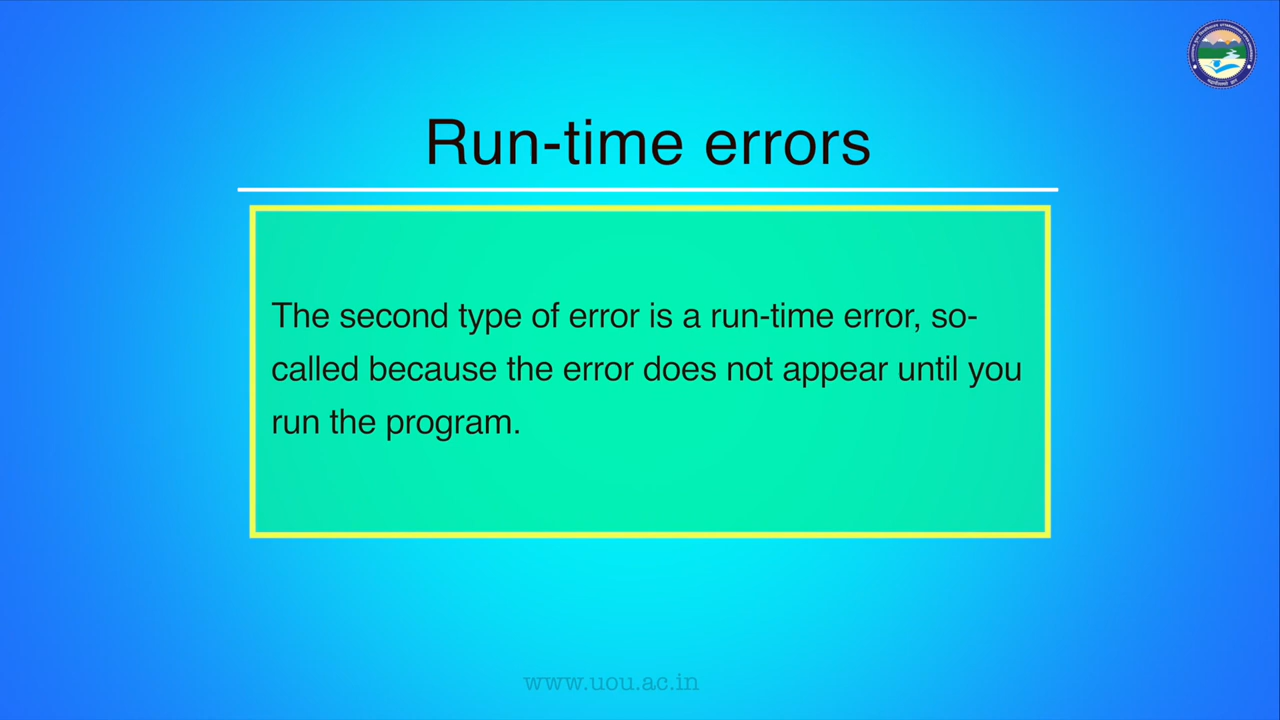 Run-time errors
The second type of error is a run-time error, so-
called because the error does not appear until you
run the program.
www.uou.ac.in